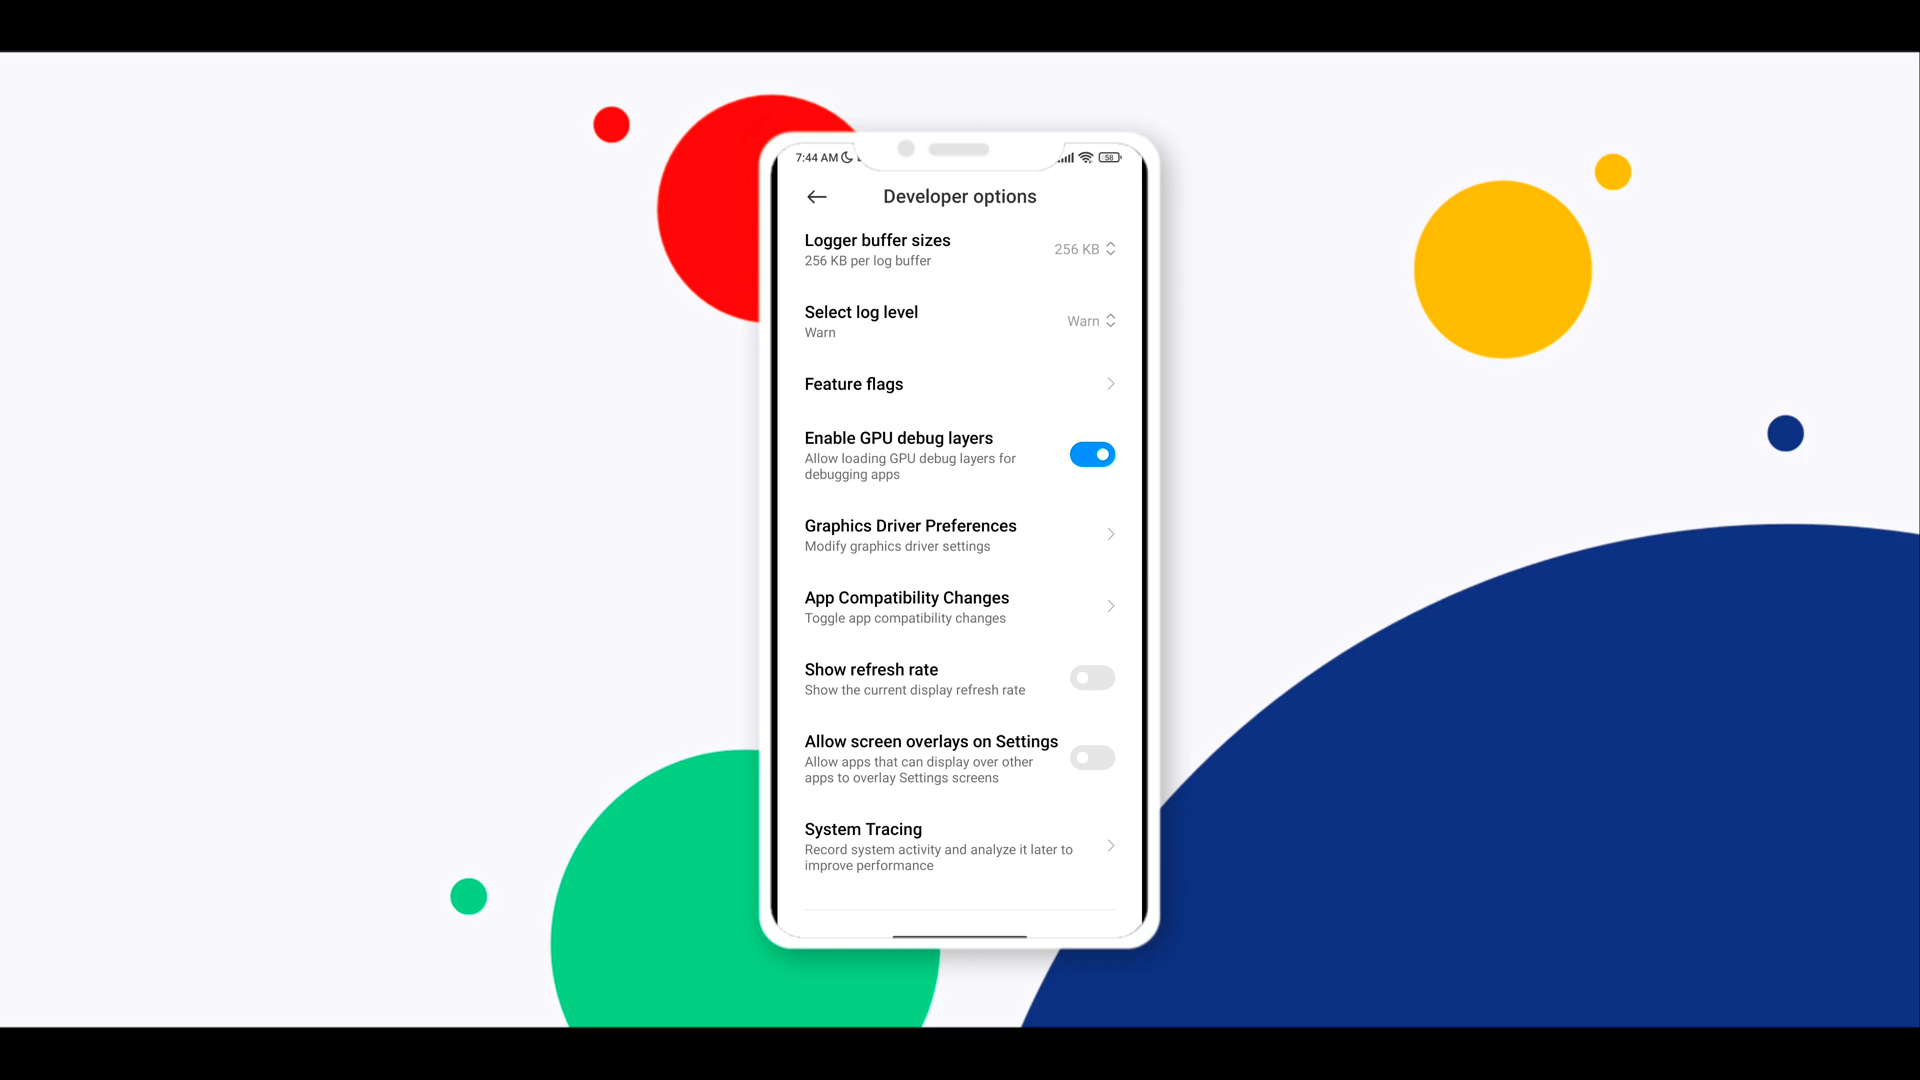 7:44 AM
58
Developer options
Logger buffer sizes
256 KB per log buffer
256 KB
Select log level
Warn
Warn
Feature flags
Enable GPU debug layers
Allow loading GPU debug layers for
debugging apps
Graphics Driver Preferences
Modify graphics driver settings
App Compatibility Changes
Toggle app compatibility changes
Show refresh rate
Show the current display refresh rate
Allow screen overlays on Settings
Allow apps that can display over other
apps to overlay Settings screens
System Tracing
Record system activity and analyze it later to
improve performance